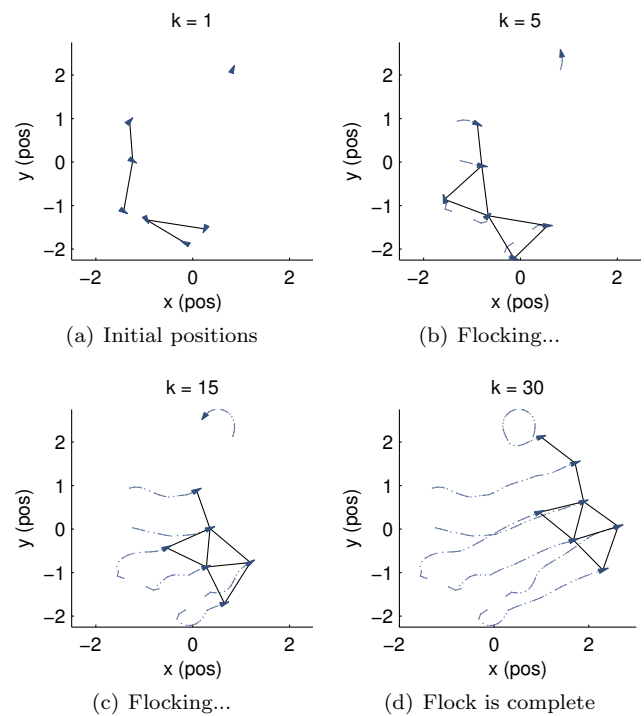 k = 1
2
1
0
−1
−2
y (pos)
−2
0
2
x (pos)
(a) Initial positions
k = 5
2
1
0
−1
−2
y (pos)
−2
0
2
x (pos)
(b) Flocking...
k = 15
2
1
0
−1
−2
y (pos)
−2
0
2
x (pos)
(c) Flocking...
k = 30
2
1
0
−1
−2
y (pos)
−2
0
2
x (pos)
(d) Flock is complete